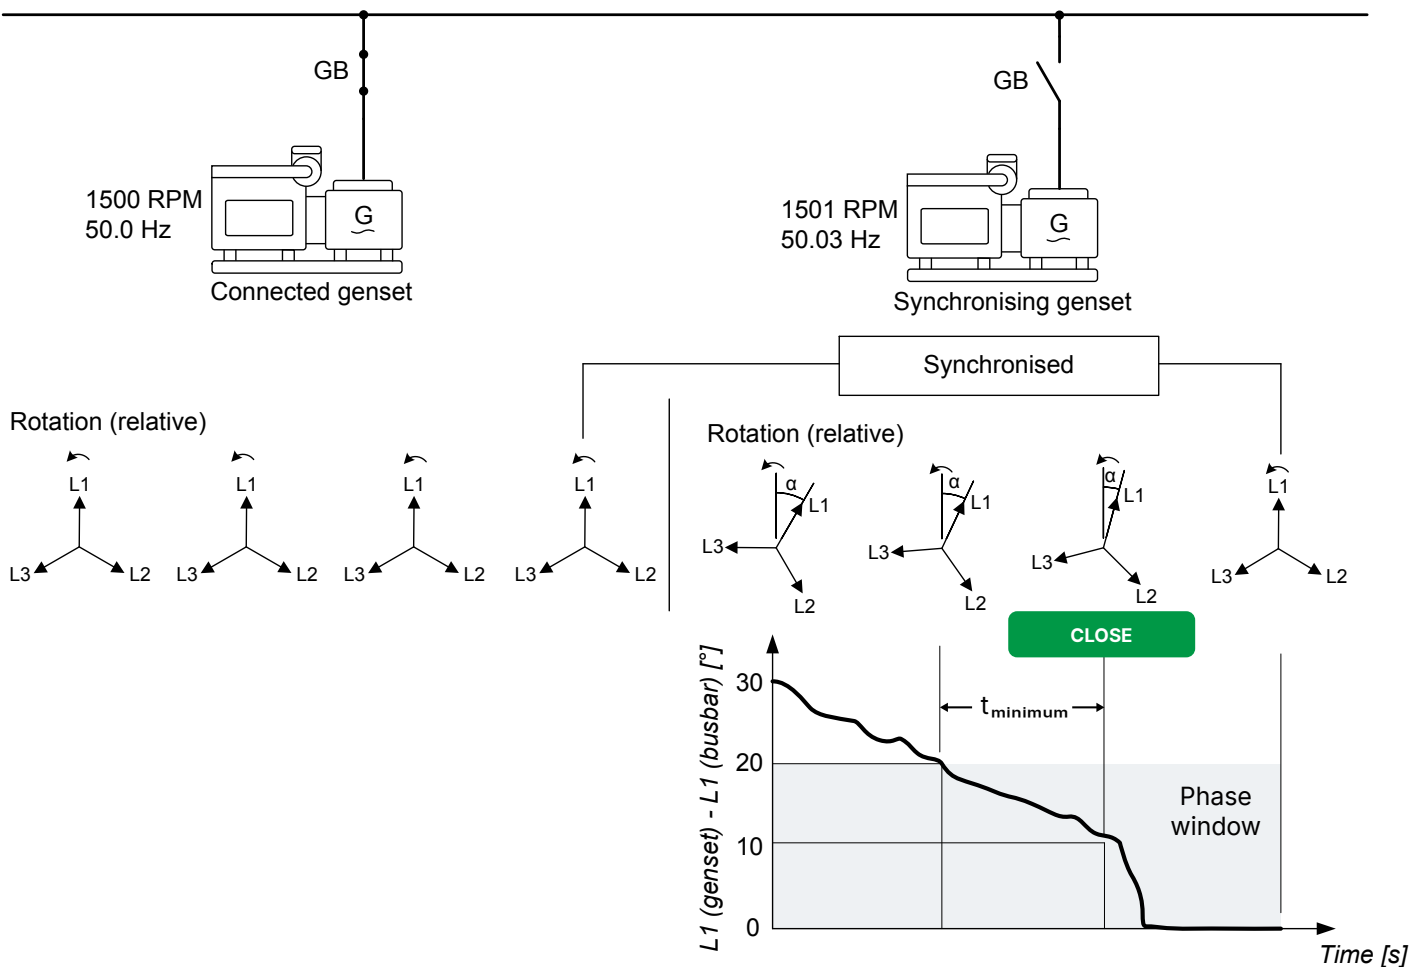 GB
1500 RPM
50.0 Hz
G
Connected genset
GB
1501 RPM
50.03 Hz
G
Synchronising genset
Synchronised
Rotation (relative)
L1
L3
L2
L1
L3
L2
L1
L3
L2
L1
L3
L2
Rotation (relative)
α
L1
L3
L2
α
L1
L3
L2
α
L1
L3
L2
L1
L3
L2
CLOSE
L1 (genset) - L1 (busbar) [°]
30
20
10
0
tminimum
Phase
window
Time [s]